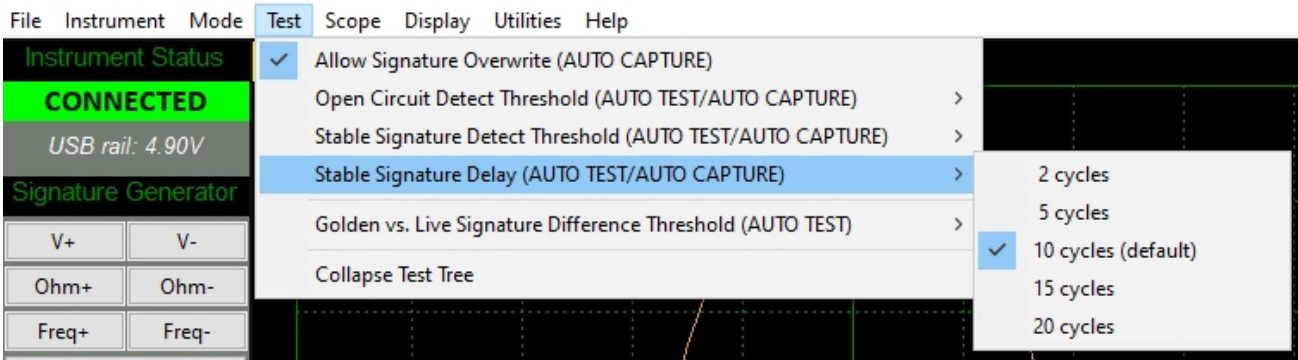 File Instrument Mode Test Scope Display Utilities Help
Instrument Status
CONNECTED
USB rail: 4.90V
Signature Generator
V+ V-
Ohm+ Ohm-
Freq+ Freq-
Allow Signature Overwrite (AUTO CAPTURE)
Open Circuit Detect Threshold (AUTO TEST/AUTO CAPTURE)
Stable Signature Detect Threshold (AUTO TEST/AUTO CAPTURE)
Stable Signature Delay (AUTO TEST/AUTO CAPTURE)
Golden vs. Live Signature Difference Threshold (AUTO TEST)
Collapse Test Tree
2 cycles
5 cycles
10 cycles (default)
15 cycles
20 cycles